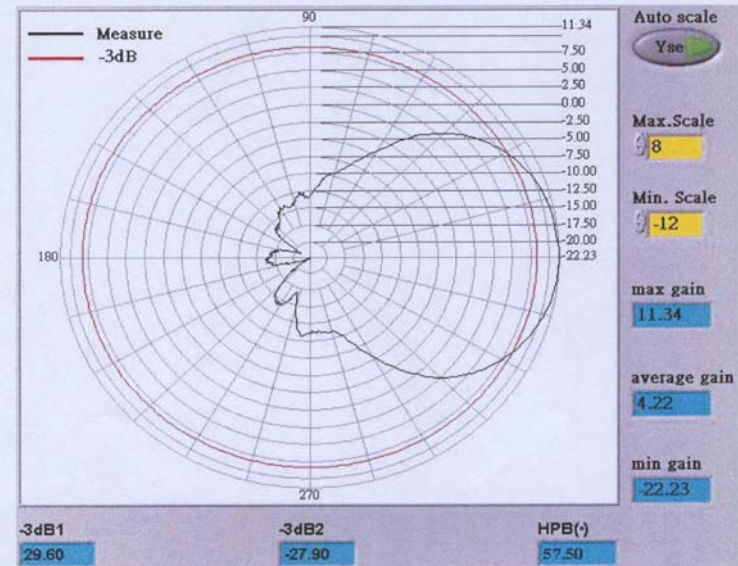 90
Measure
-3dB
11.34
7.50
5.00
2.50
0.00
-2.50
-5.00
-7.50
-10.00
-12.50
-15.00
-17.50
-20.00
-22.23
180
270
Auto scale
Yse
Max.Scale
8
Min. Scale
-12
max gain
11.34
average gain
4.22
min gain
-22.23
-3dB1
29.60
-3dB2
-27.90
HPB(·)
57.50